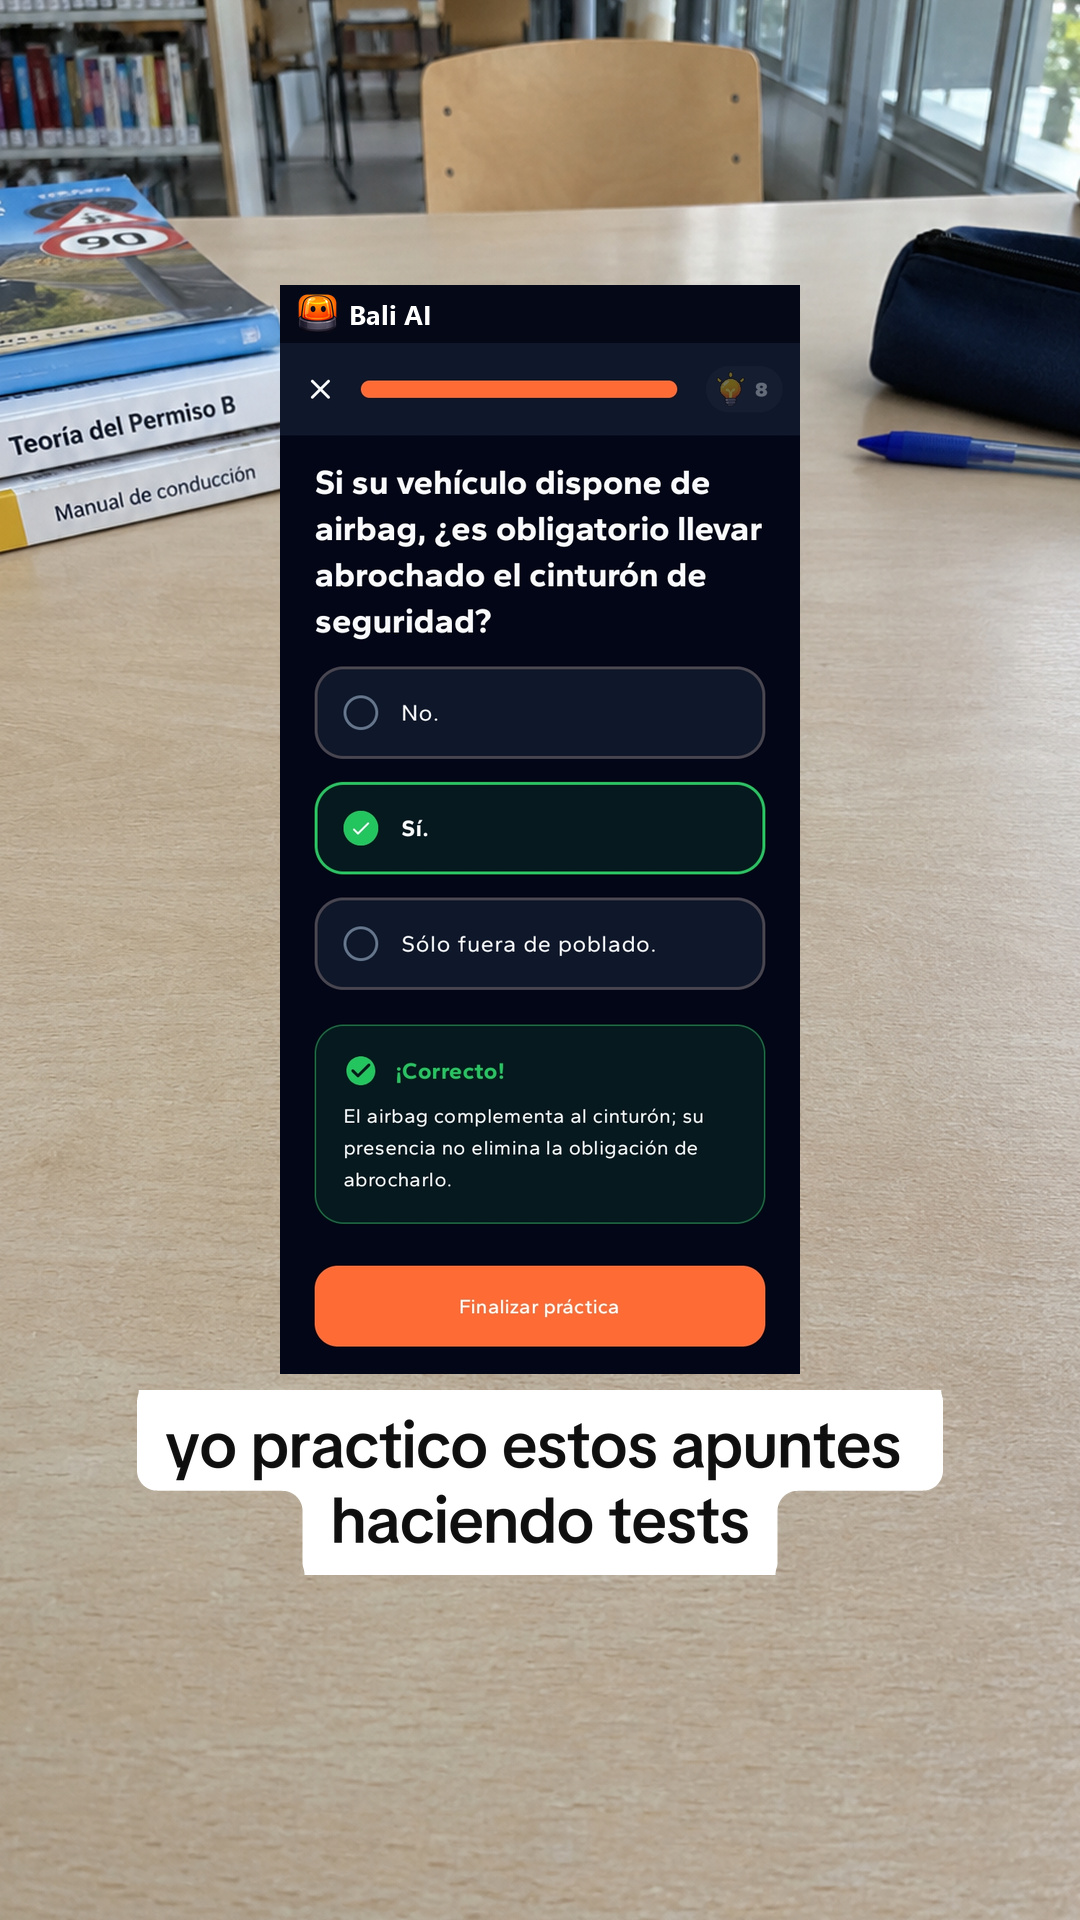 90
Teoría del Permiso B
Manual de conducción
Bali AI
8
Si su vehículo dispone de
airbag, ¿es obligatorio llevar
abrochado el cinturón de
seguridad?
No.
Sí.
Sólo fuera de poblado.
¡Correcto!
El airbag complementa al cinturón; su
presencia no elimina la obligación de
abrocharlo.
Finalizar práctica
yo practico estos apuntes
haciendo tests